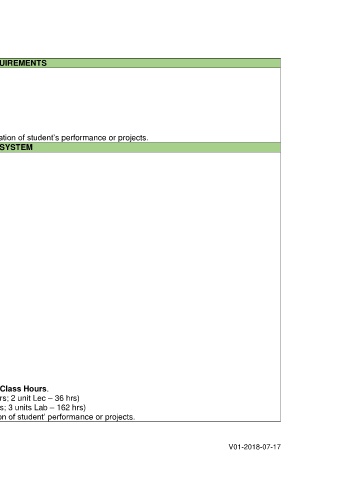 UIREMENTS
ation of student's performance or projects.
SYSTEM
Class Hours.
rs; 2 unit Lec – 36 hrs)
s; 3 units Lab – 162 hrs)
on of student' performance or projects.
V01-2018-07-17